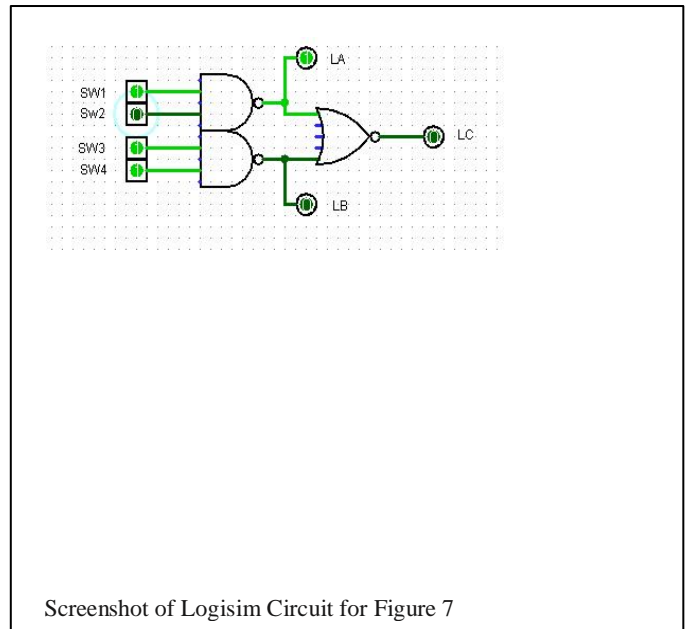 LA
SW1
Sw2
SW3
SW4
LC
LB
Screenshot of Logisim Circuit for Figure 7